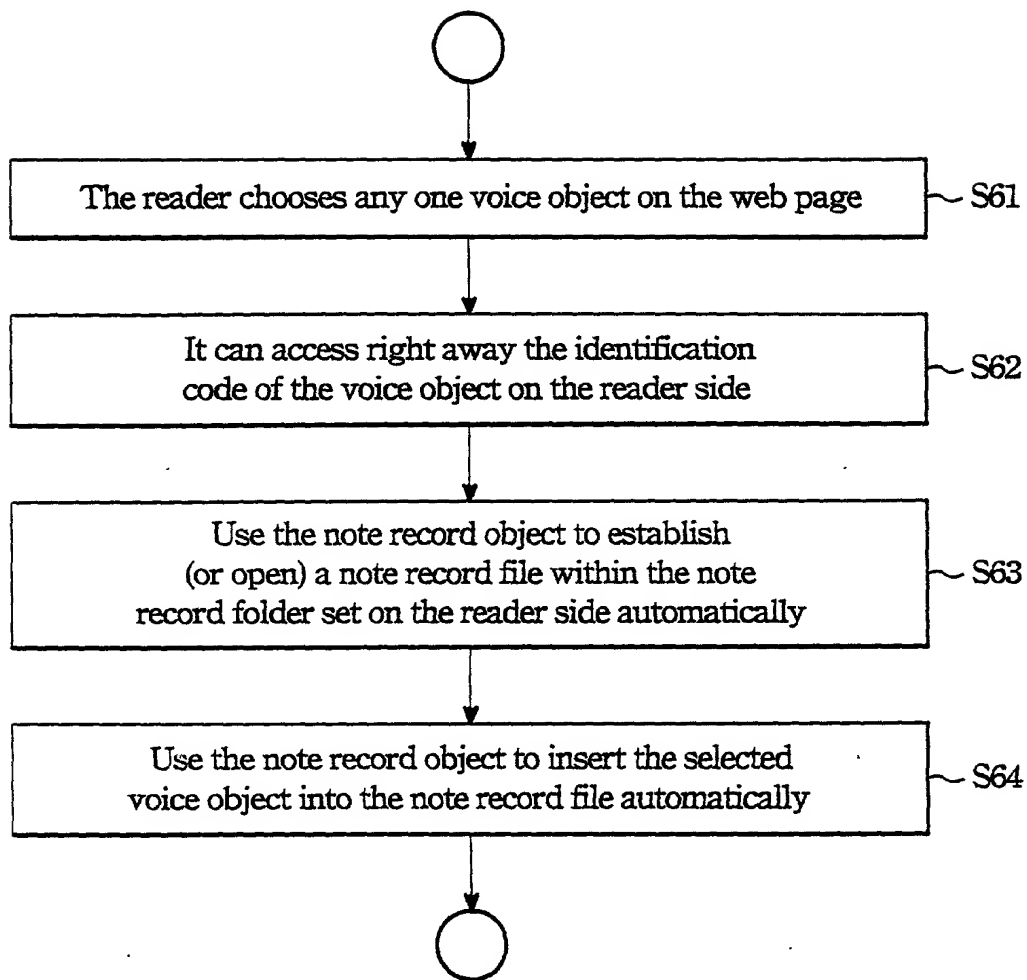 The reader chooses any one voice object on the web page
S61
It can access right away the identification
code of the voice object on the reader side
S62
Use the note record object to establish
(or open) a note record file within the note
record folder set on the reader side automatically
S63
Use the note record object to insert the selected
voice object into the note record file automatically
S64